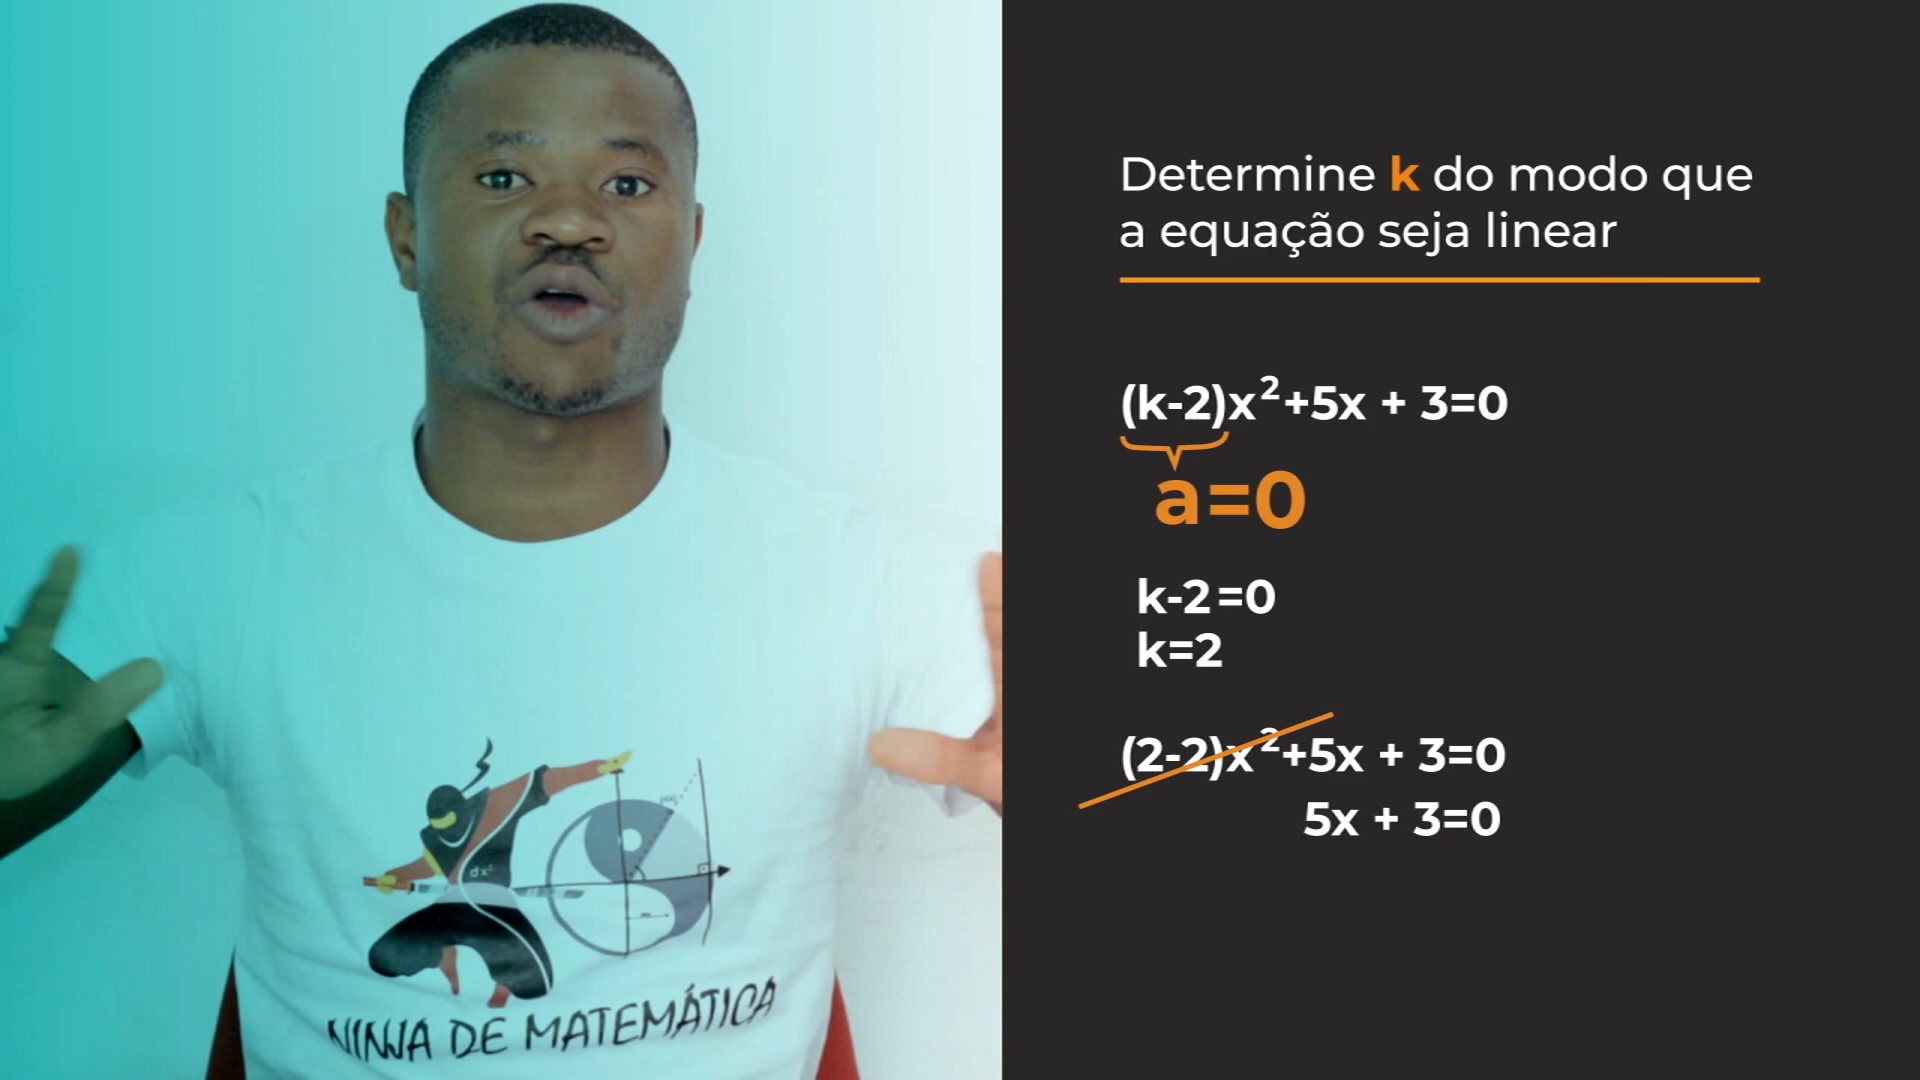 Determine k do modo que
a equação seja linear
(k-2)x²+5x + 3=0
a=0
k-2=0
k=2
(2-2)x²+5x + 3=0
5x + 3=0
dx²
NINJA DE MATEMÁTICA